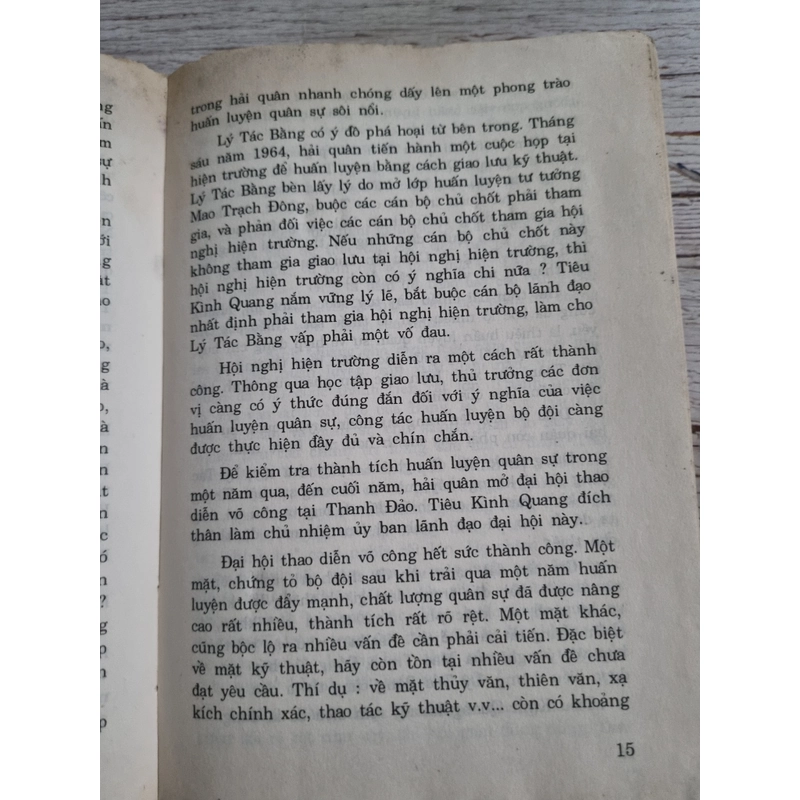 trong hải quân nhanh chóng dấy lên một phong trào
huấn luyện quân sự sôi nổi.
Lý Tác Bằng có ý đồ phá hoại từ bên trong. Tháng
sáu năm 1964, hải quân tiến hành một cuộc họp tại
hiện trường để huấn luyện bằng cách giao lưu kỹ thuật.
Lý Tác Bằng bèn lấy lý do mở lớp huấn luyện tư tưởng
Mao Trạch Đông, buộc các cán bộ chủ chốt phải tham
gia, và phản đối việc các cán bộ chủ chốt tham gia hội
nghị hiện trường. Nếu những cán bộ chủ chốt này
không tham gia giao lưu tại hội nghị hiện trường, thì
hội nghị hiện trường còn có ý nghĩa chi nữa ? Tiêu
Kình Quang nắm vững lý lẽ, bắt buộc cán bộ lãnh đạo
nhất định phải tham gia hội nghị hiện trường, làm cho
Lý Tác Bằng vấp phải một vố đau.
Hội nghị hiện trường diễn ra một cách rất thành
công. Thông qua học tập giao lưu, thủ trưởng các đơn
vị càng có ý thức đúng đắn đối với ý nghĩa của việc
huấn luyện quân sự, công tác huấn luyện bộ đội càng
được thực hiện đầy đủ và chín chắn.
Để kiểm tra thành tích huấn luyện quân sự trong
một năm qua, đến cuối năm, hải quân mở đại hội thao
diễn võ công tại Thanh Đảo. Tiêu Kình Quang đích
thân làm chủ nhiệm ủy ban lãnh đạo đại hội này.
Đại hội thao diễn võ công hết sức thành công. Một
mặt, chứng tỏ bộ đội sau khi trải qua một năm huấn
luyện được đẩy mạnh, chất lượng quân sự đã được nâng
cao rất nhiều, thành tích rất rõ rệt. Một mặt khác,
cũng bộc lộ ra nhiều vấn đề cần phải cải tiến. Đặc biệt
về mặt kỹ thuật, hãy còn tồn tại nhiều vấn đề chưa
đạt yêu cầu. Thí dụ : về mặt thủy văn, thiên văn, xạ
kích chính xác, thao tác kỹ thuật v.v... còn có khoảng
15